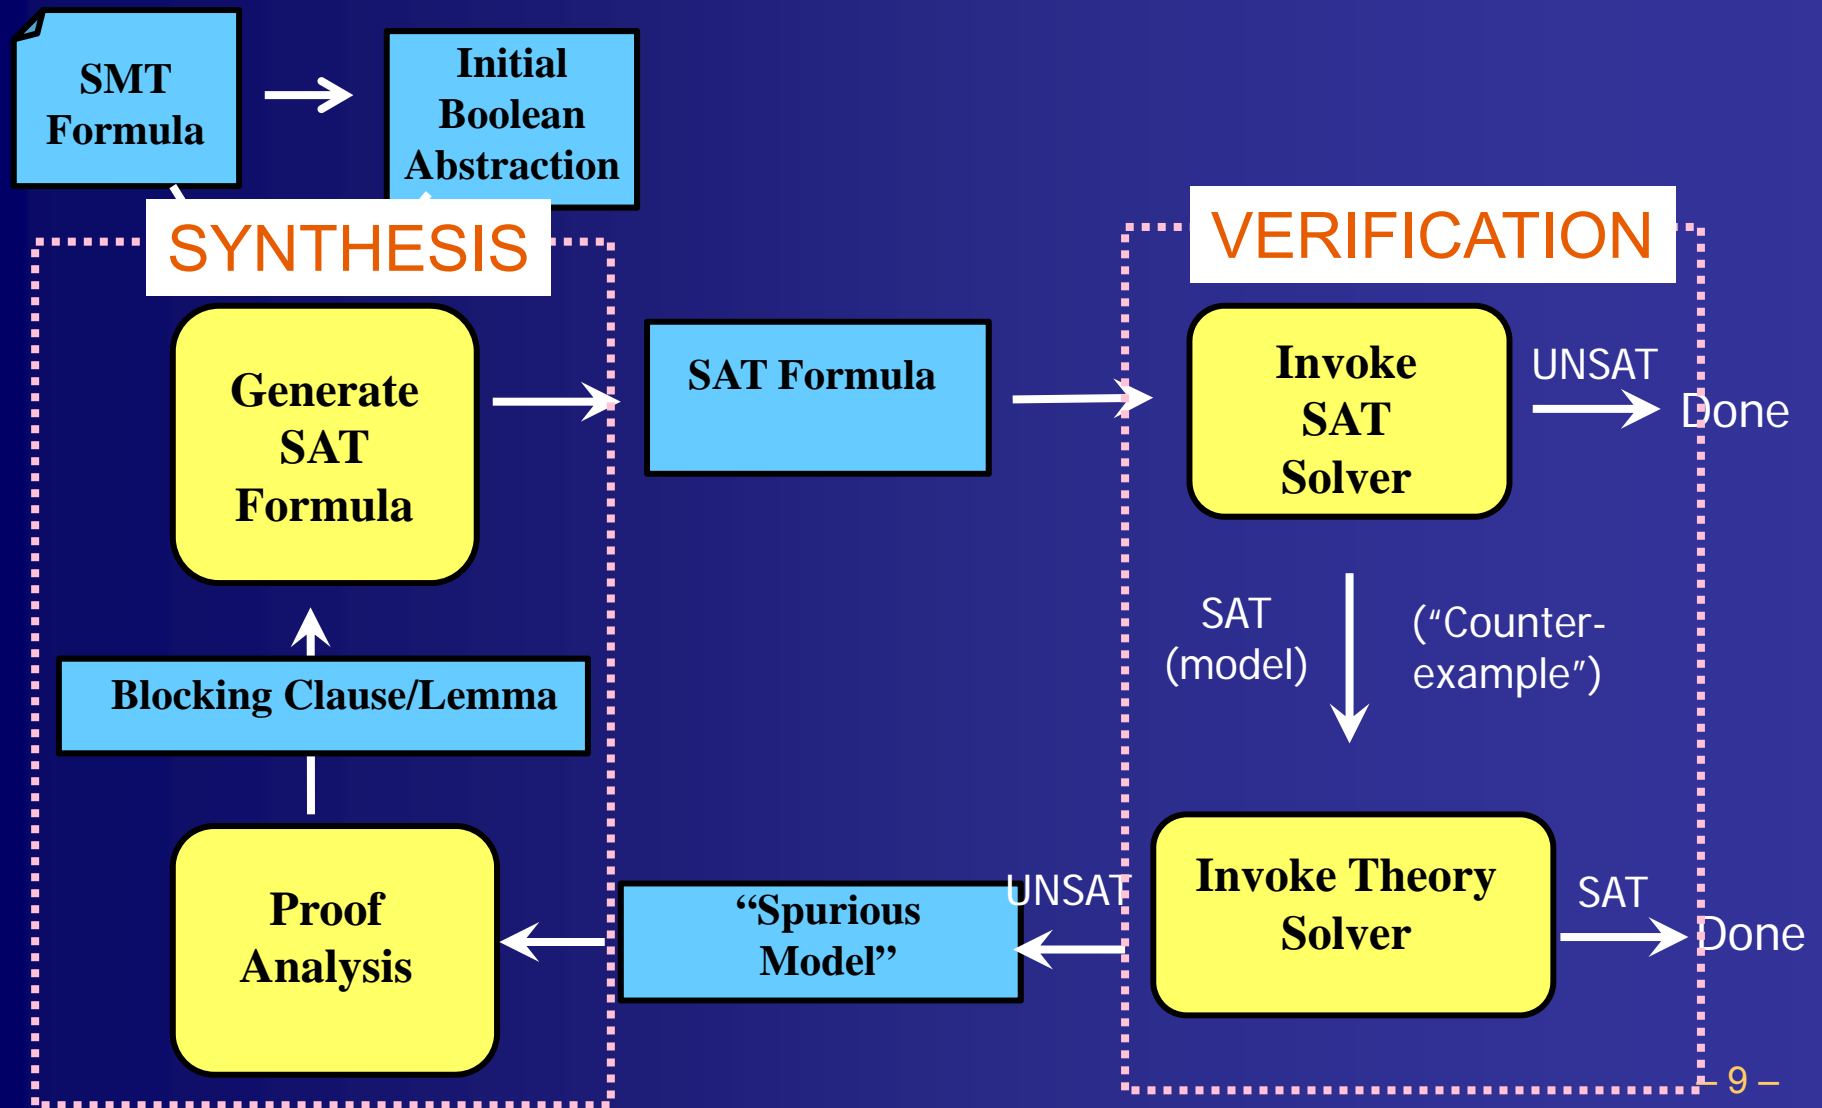 SMT
Formula
Initial
Boolean
Abstraction
SYNTHESIS
VERIFICATION
Generate
SAT
Formula
SAT Formula
Invoke
SAT
Solver
UNSAT
Done
SAT
(model)
(“Counter-
example”)
Blocking Clause/Lemma
Proof
Analysis
“Spurious
Model”
UNSAT
Invoke Theory
Solver
SAT
Done
– 9 –